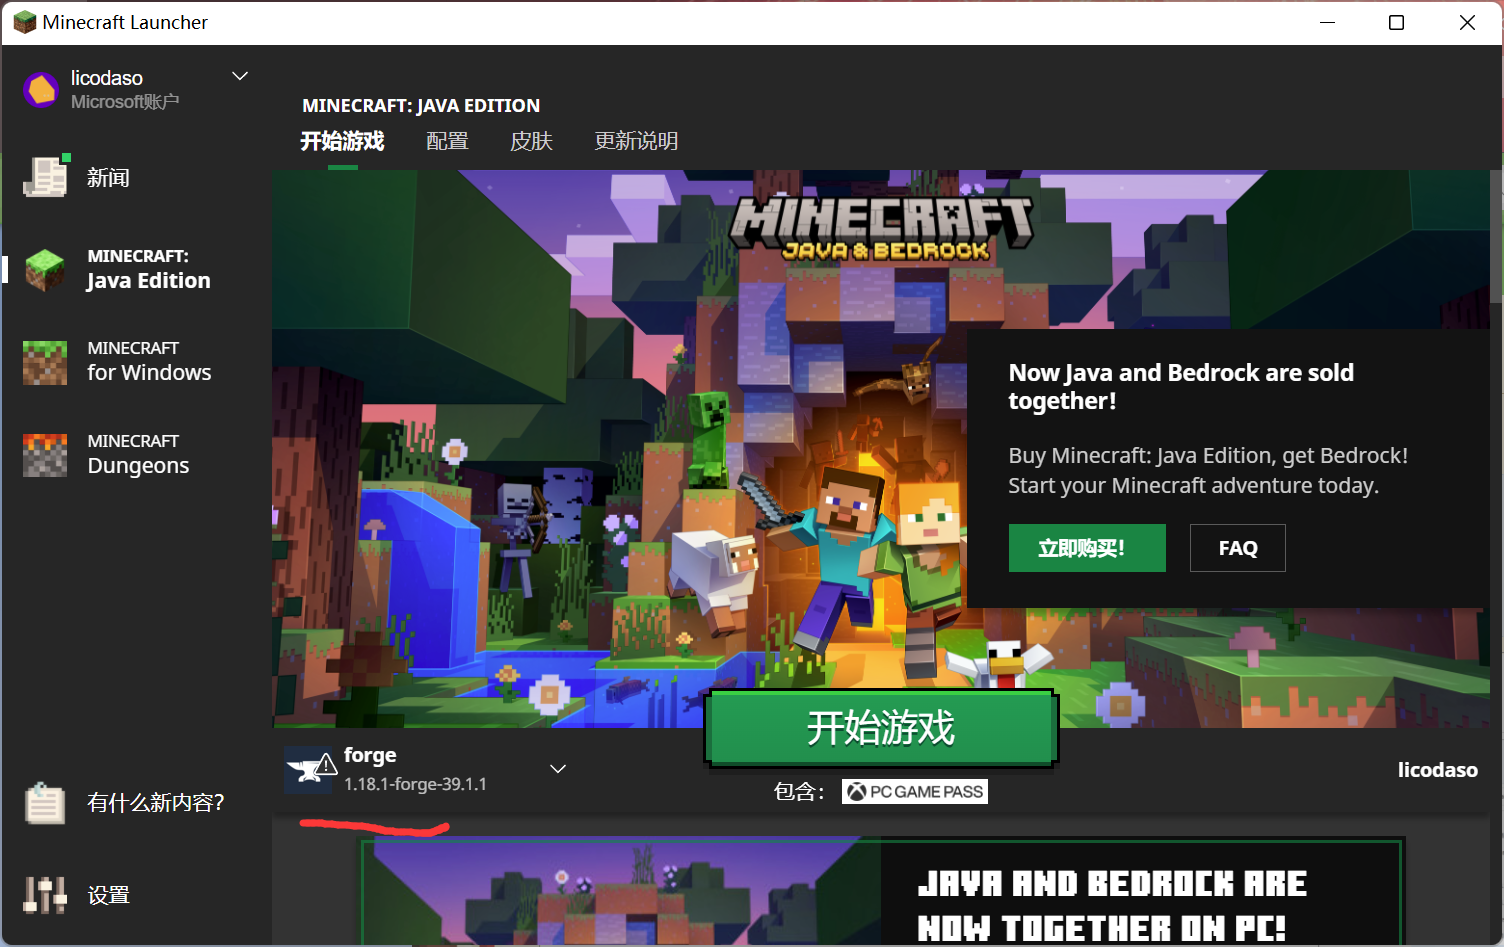 Minecraft Launcher
licodaso
Microsoft账户
新闻
MINECRAFT:
Java Edition
MINECRAFT
for Windows
MINECRAFT
Dungeons
有什么新内容?
设置
MINECRAFT: JAVA EDITION
开始游戏 配置 皮肤 更新说明
MINECRAFT
JAVA & BEDROCK
Now Java and Bedrock are sold
together!
Buy Minecraft: Java Edition, get Bedrock!
Start your Minecraft adventure today.
立即购买! FAQ
forge
1.18.1-forge-39.1.1
开始游戏
包含: PC GAME PASS
licodaso
JAVA AND BEDROCK ARE
NOW TOGETHER ON PC!